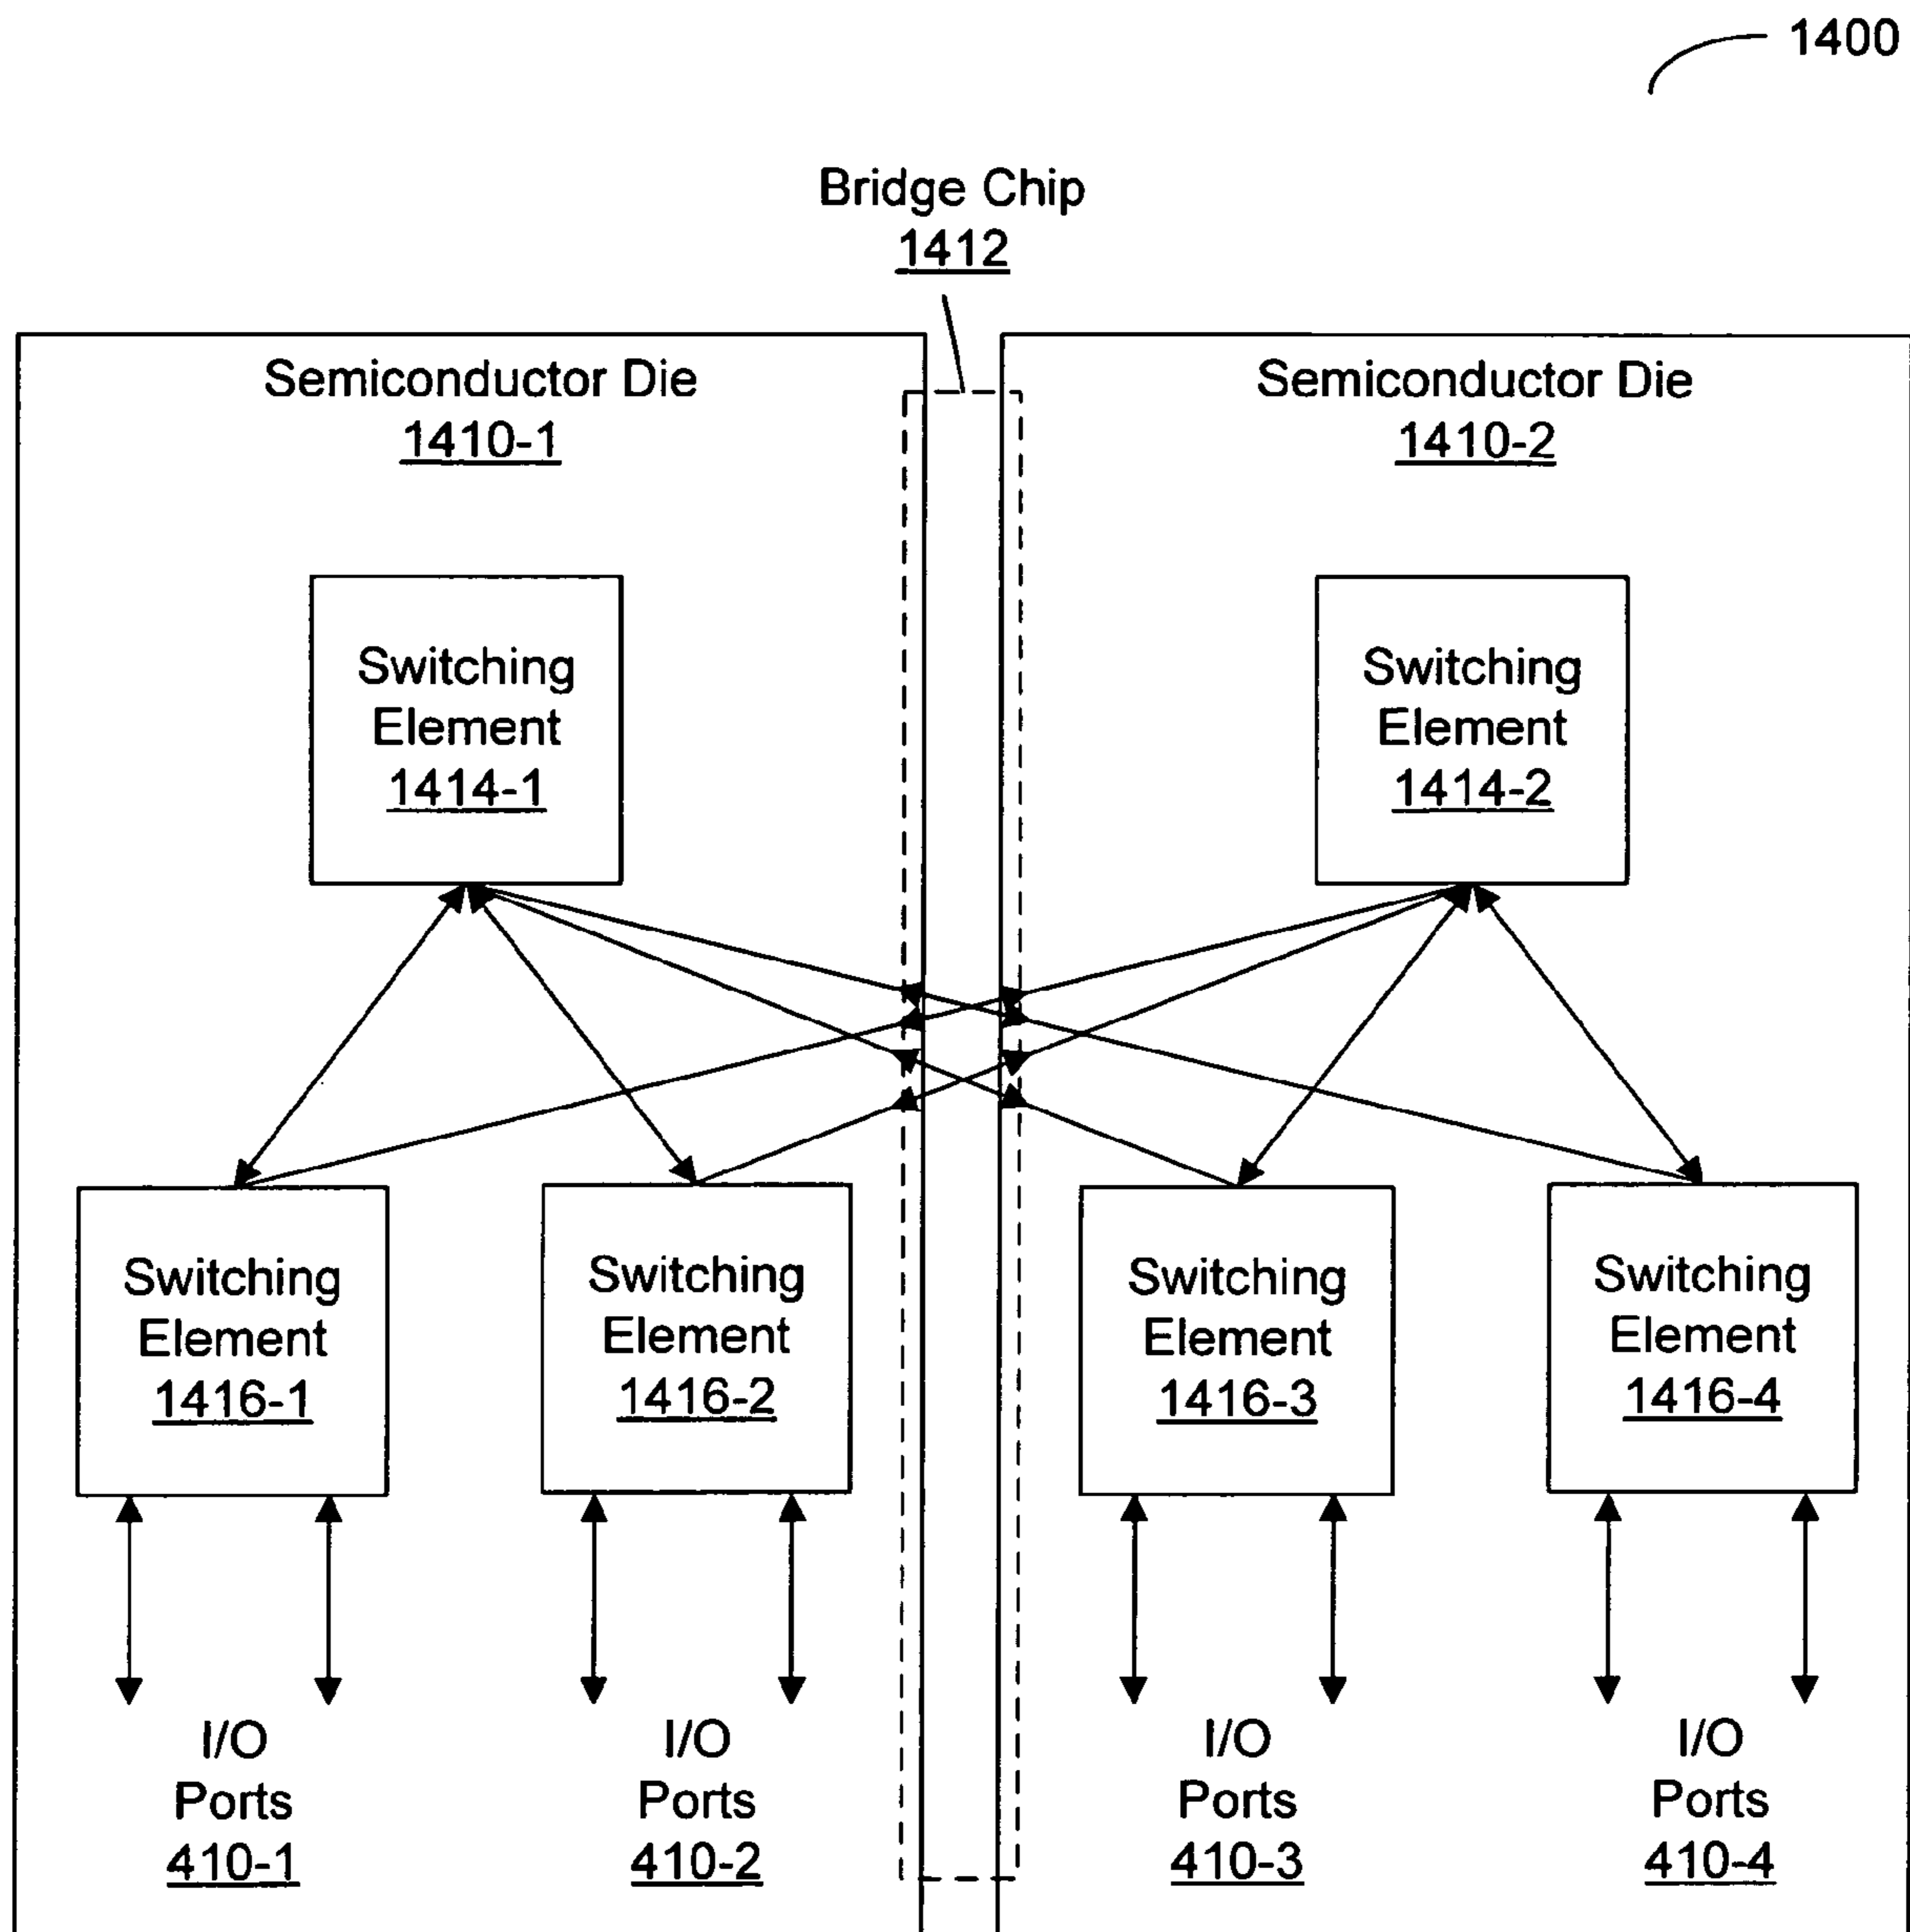 1400
Bridge Chip
1412
Semiconductor Die
1410-1
Semiconductor Die
1410-2
Switching
Element
1414-1
Switching
Element
1414-2
Switching
Element
1416-1
Switching
Element
1416-2
Switching
Element
1416-3
Switching
Element
1416-4
I/O
Ports
410-1
I/O
Ports
410-2
I/O
Ports
410-3
I/O
Ports
410-4